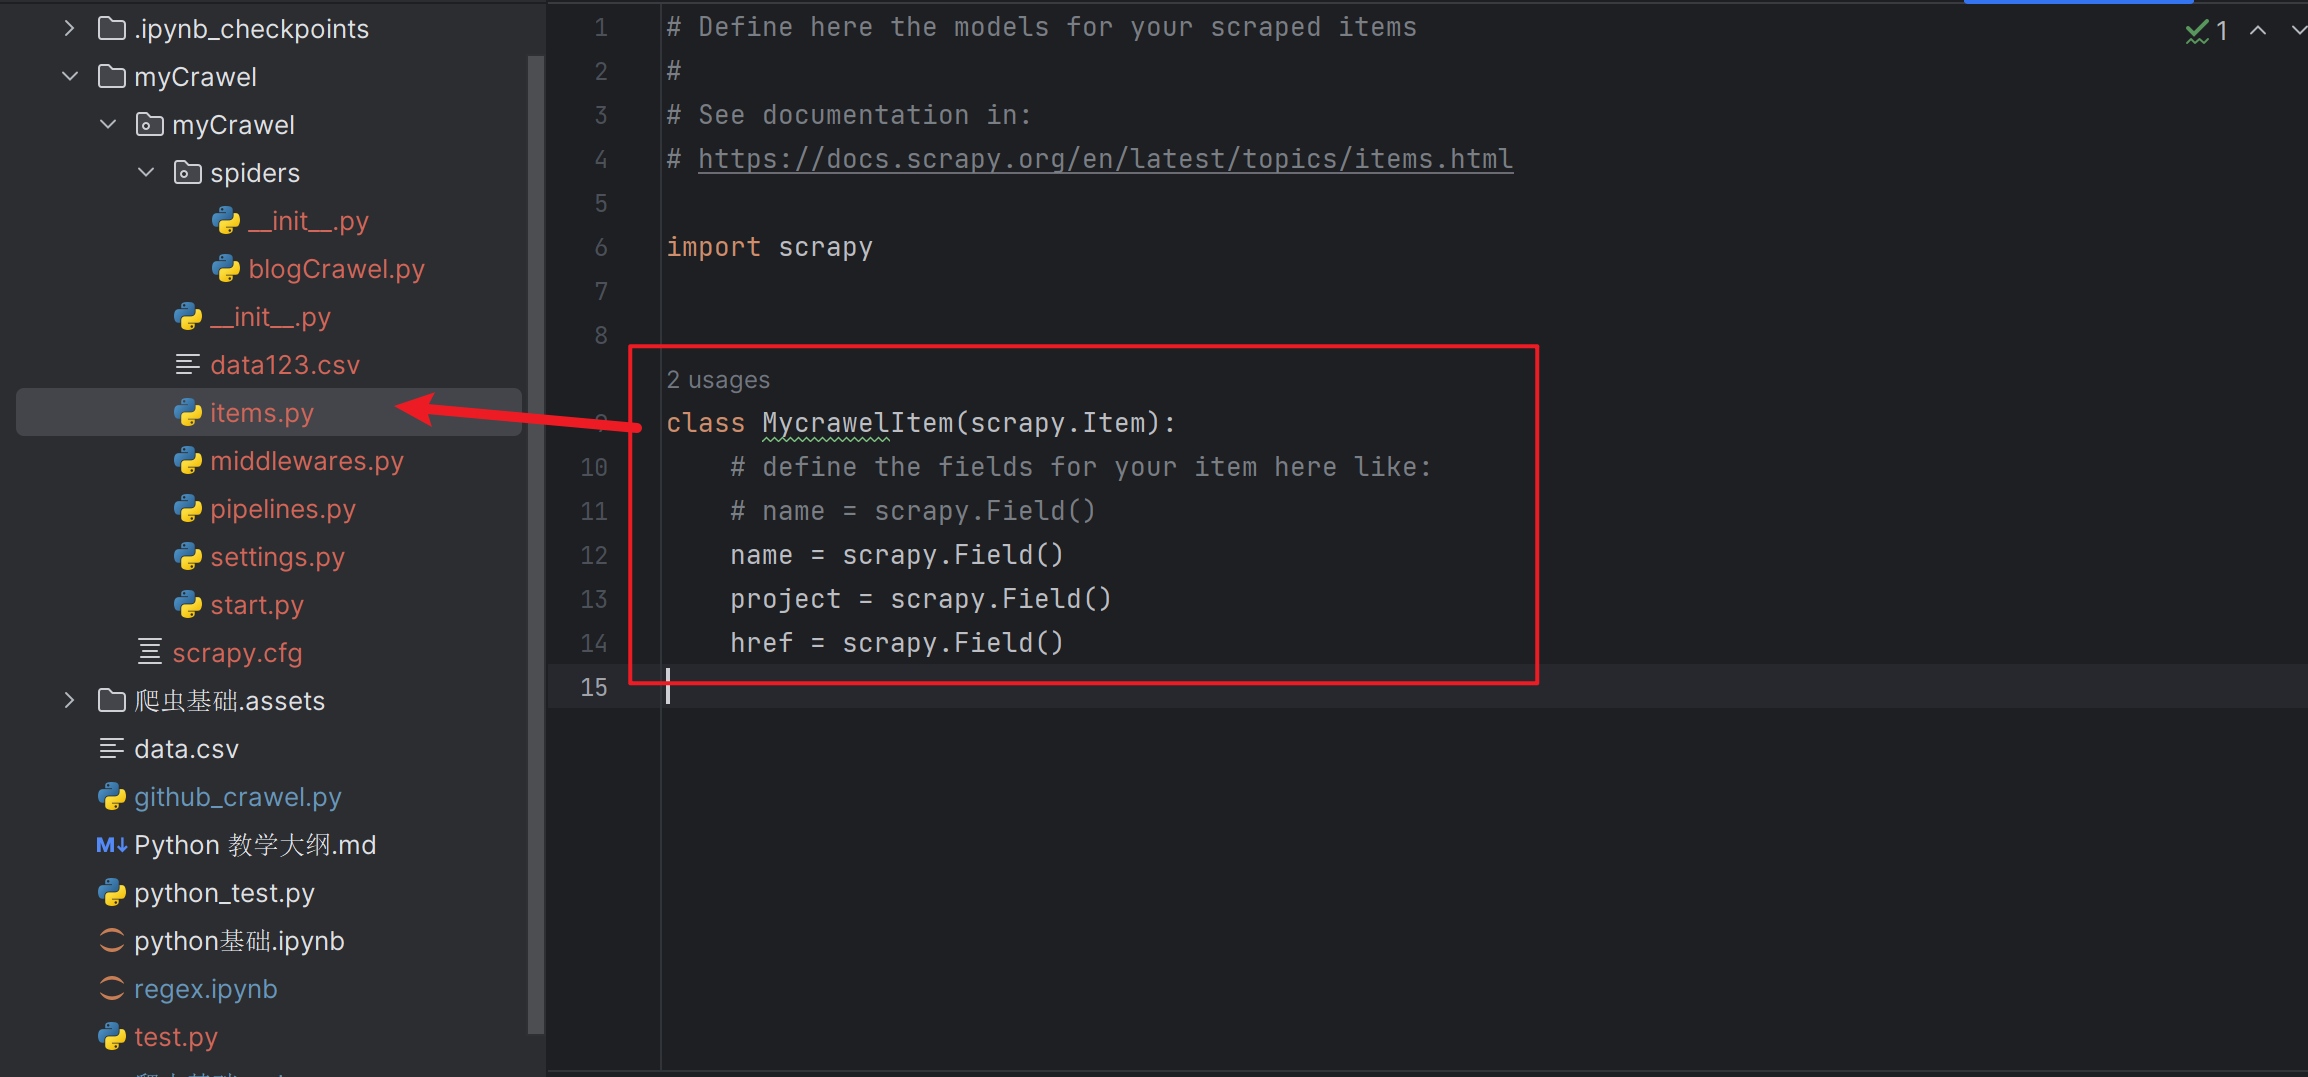 .ipynb_checkpoints
myCrawel
myCrawel
spiders
__init__.py
blogCrawel.py
__init__.py
data123.csv
items.py
middlewares.py
pipelines.py
settings.py
start.py
scrapy.cfg
爬虫基础.assets
data.csv
github_crawel.py
M↓ Python 教学大纲.md
python_test.py
python基础.ipynb
regex.ipynb
test.py
1 # Define here the models for your scraped items
2 #
3 # See documentation in:
4 # https://docs.scrapy.org/en/latest/topics/items.html
5
6 import scrapy
7
8
2 usages
9 class MycrawelItem(scrapy.Item):
10 # define the fields for your item here like:
11 # name = scrapy.Field()
12 name = scrapy.Field()
13 project = scrapy.Field()
14 href = scrapy.Field()
15
1